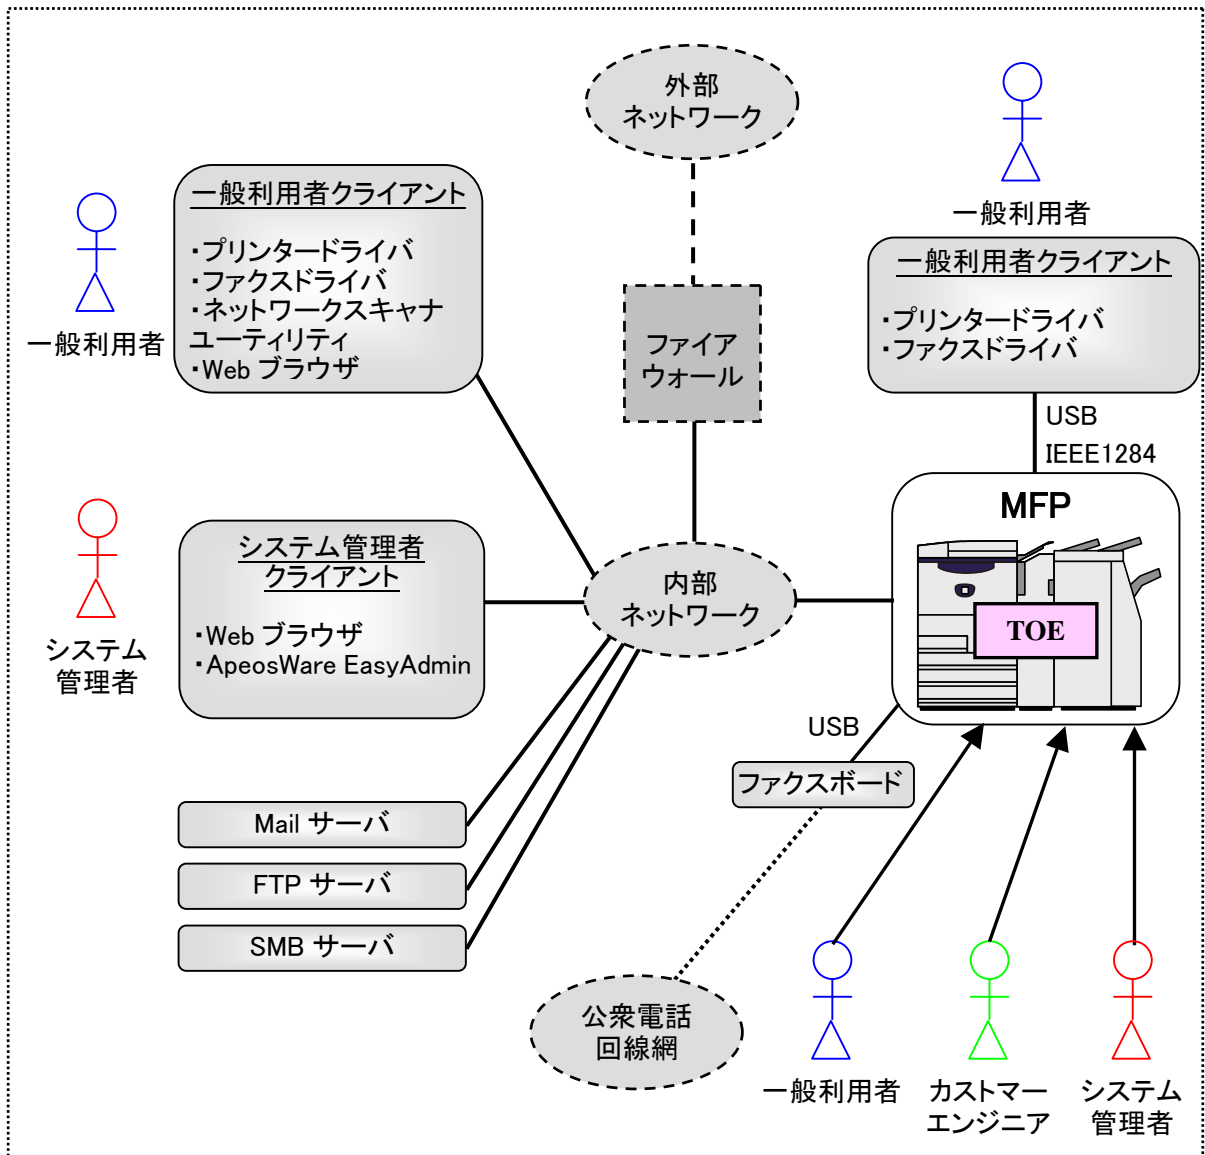 外部
ネットワーク
一般利用者
一般利用者クライアント
・プリンタードライバ
・ファクスドライバ
・ネットワークスキャナ
ユーティリティ
・Web ブラウザ
一般利用者
一般利用者クライアント
・プリンタードライバ
・ファクスドライバ
ファイア
ウォール
USB
IEEE1284
MFP
TOE
システム管理者
クライアント
・Web ブラウザ
・ApeosWare EasyAdmin
システム
管理者
内部
ネットワーク
USB
ファクスボード
Mail サーバ
FTP サーバ
SMB サーバ
公衆電話
回線網
一般利用者
カストマー
エンジニア
システム
管理者